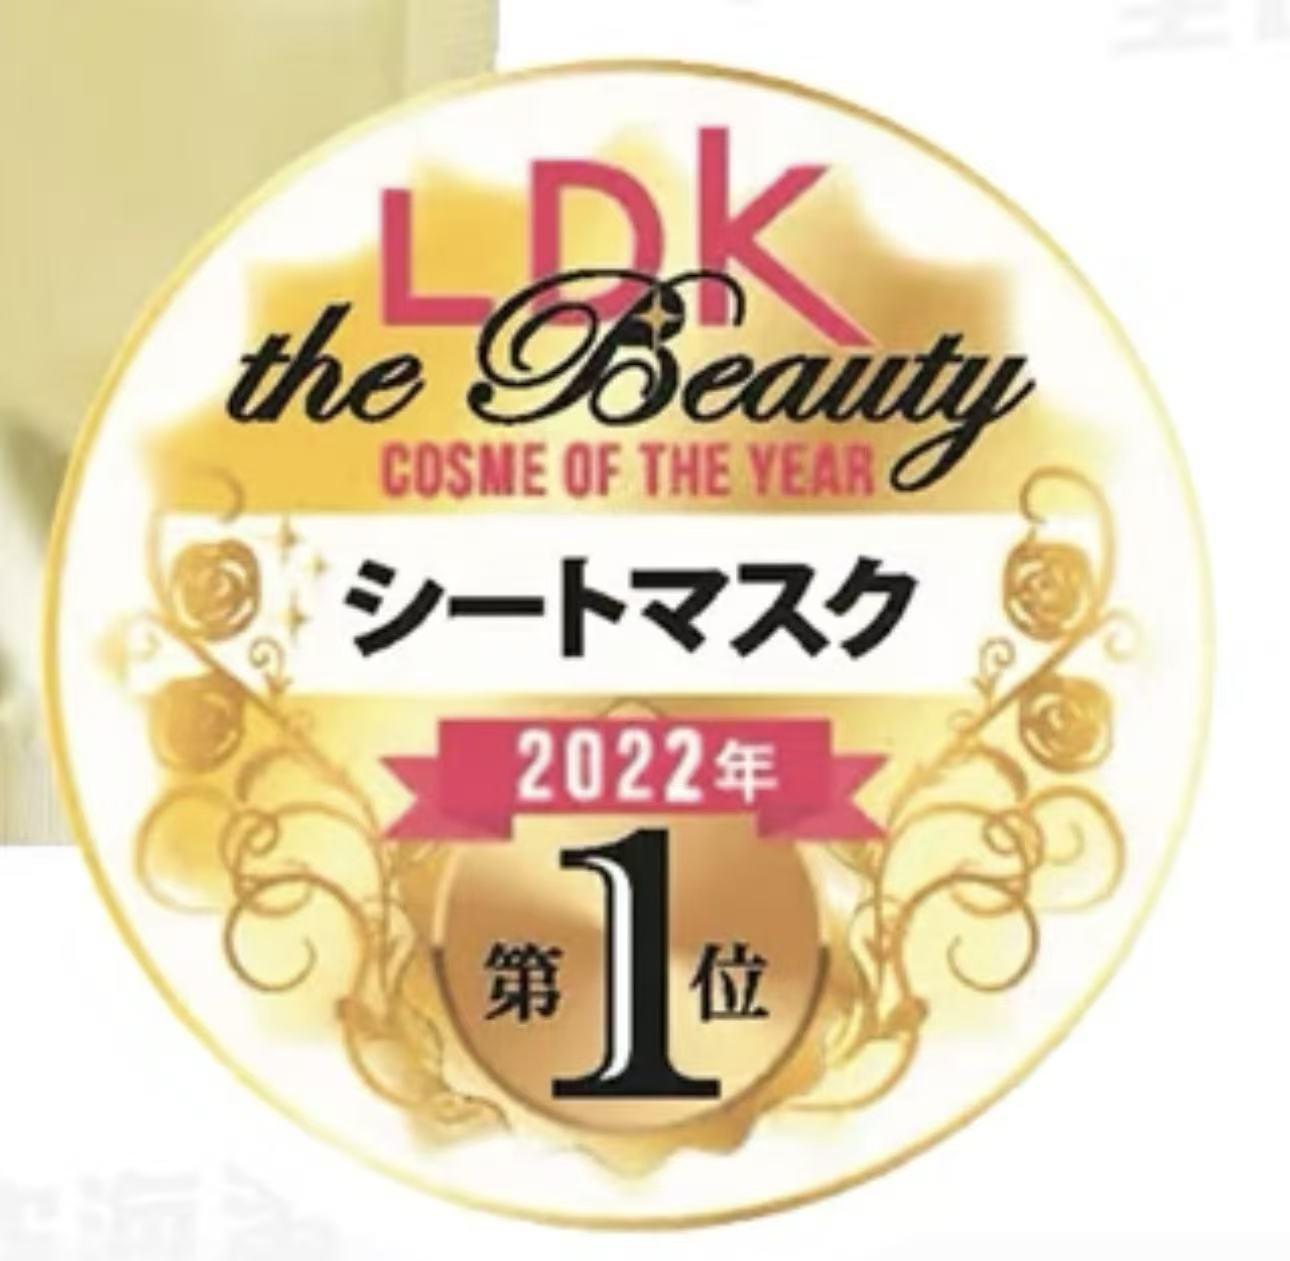 LDK
the Beauty
COSME OF THE YEAR
シートマスク
2022年
第1位